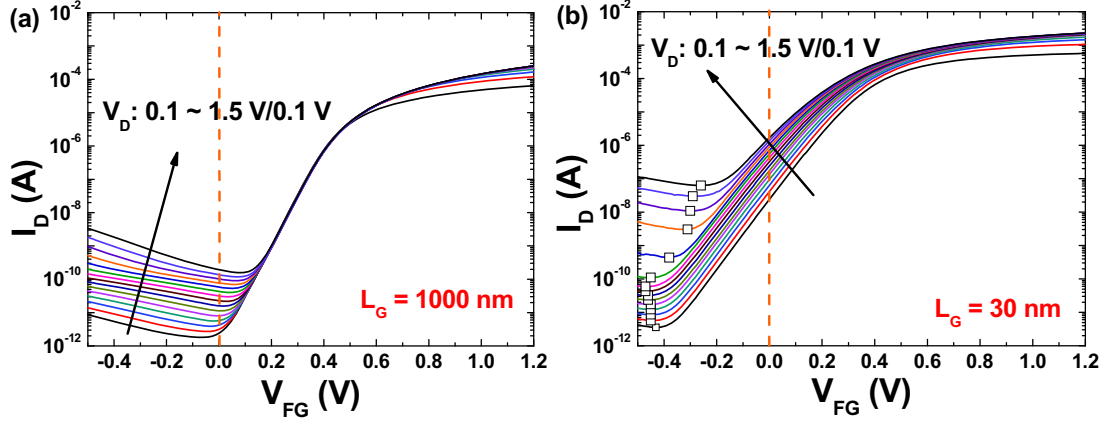 (a)
10⁻²
10⁻⁴
10⁻⁶
10⁻⁸
10⁻¹⁰
10⁻¹²
I_D (A)
V_D: 0.1 ~ 1.5 V/0.1 V
L_G = 1000 nm
-0.4 -0.2 0.0 0.2 0.4 0.6 0.8 1.0 1.2
V_FG (V)
(b)
10⁻²
10⁻⁴
10⁻⁶
10⁻⁸
10⁻¹⁰
10⁻¹²
I_D (A)
V_D: 0.1 ~ 1.5 V/0.1 V
L_G = 30 nm
-0.4 -0.2 0.0 0.2 0.4 0.6 0.8 1.0 1.2
V_FG (V)